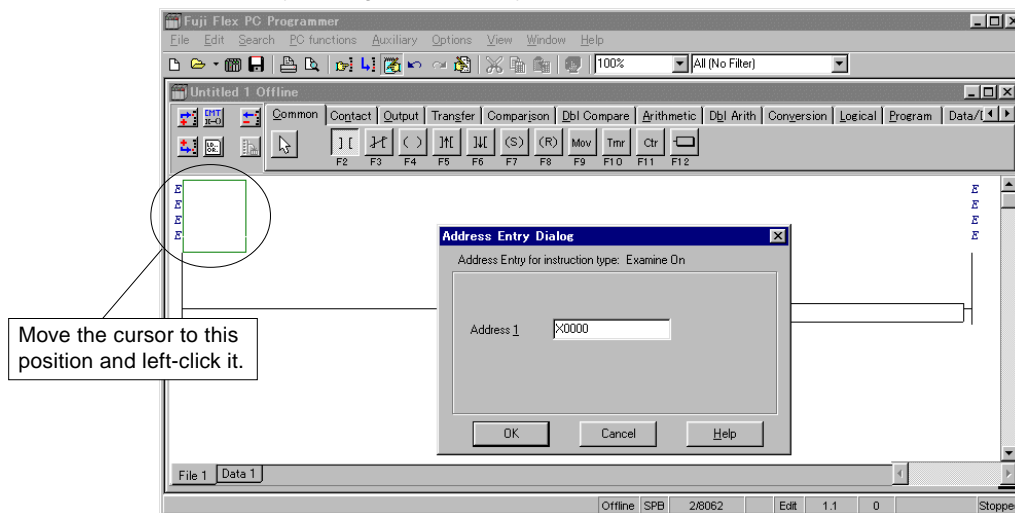 Fuji Flex PC Programmer
File Edit Search PC functions Auxiliary Options View Window Help
100% All (No Filter)
Untitled 1 Offline
Common Contact Output Transfer Comparison Dbl Compare Arithmetic Dbl Arith Conversion Logical Program
(S) (R) Mov Tmr Ctr
F2 F3 F4 F5 F6 F7 F8 F9 F10 F11 F12
E E
E E
E E
E E
Address Entry Dialog
Address Entry for instruction type: Examine On
Address 1 X0000
OK Cancel Help
Move the cursor to this
position and left-click it.
File 1 Data 1
Offline SPB 2/8062 Edit 1.1 0